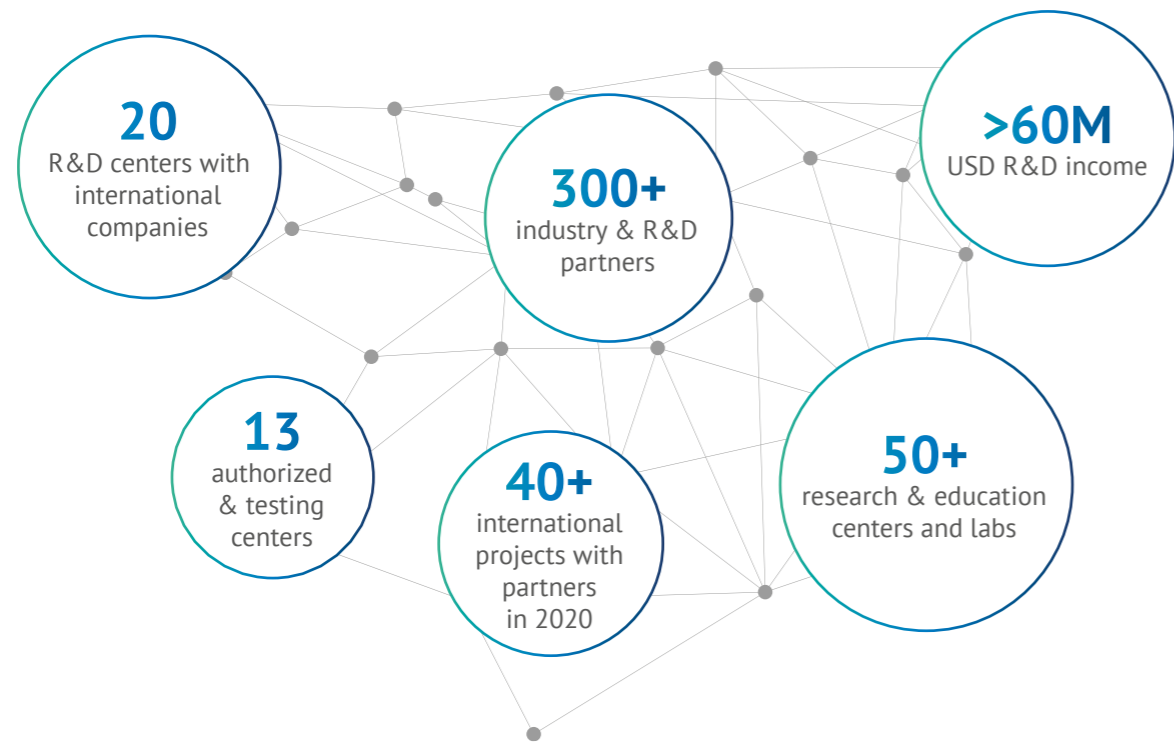 20
R&D centers with
international
companies
300+
industry & R&D
partners
>60M
USD R&D income
13
authorized
& testing
centers
40+
international
projects with
partners
in 2020
50+
research & education
centers and labs